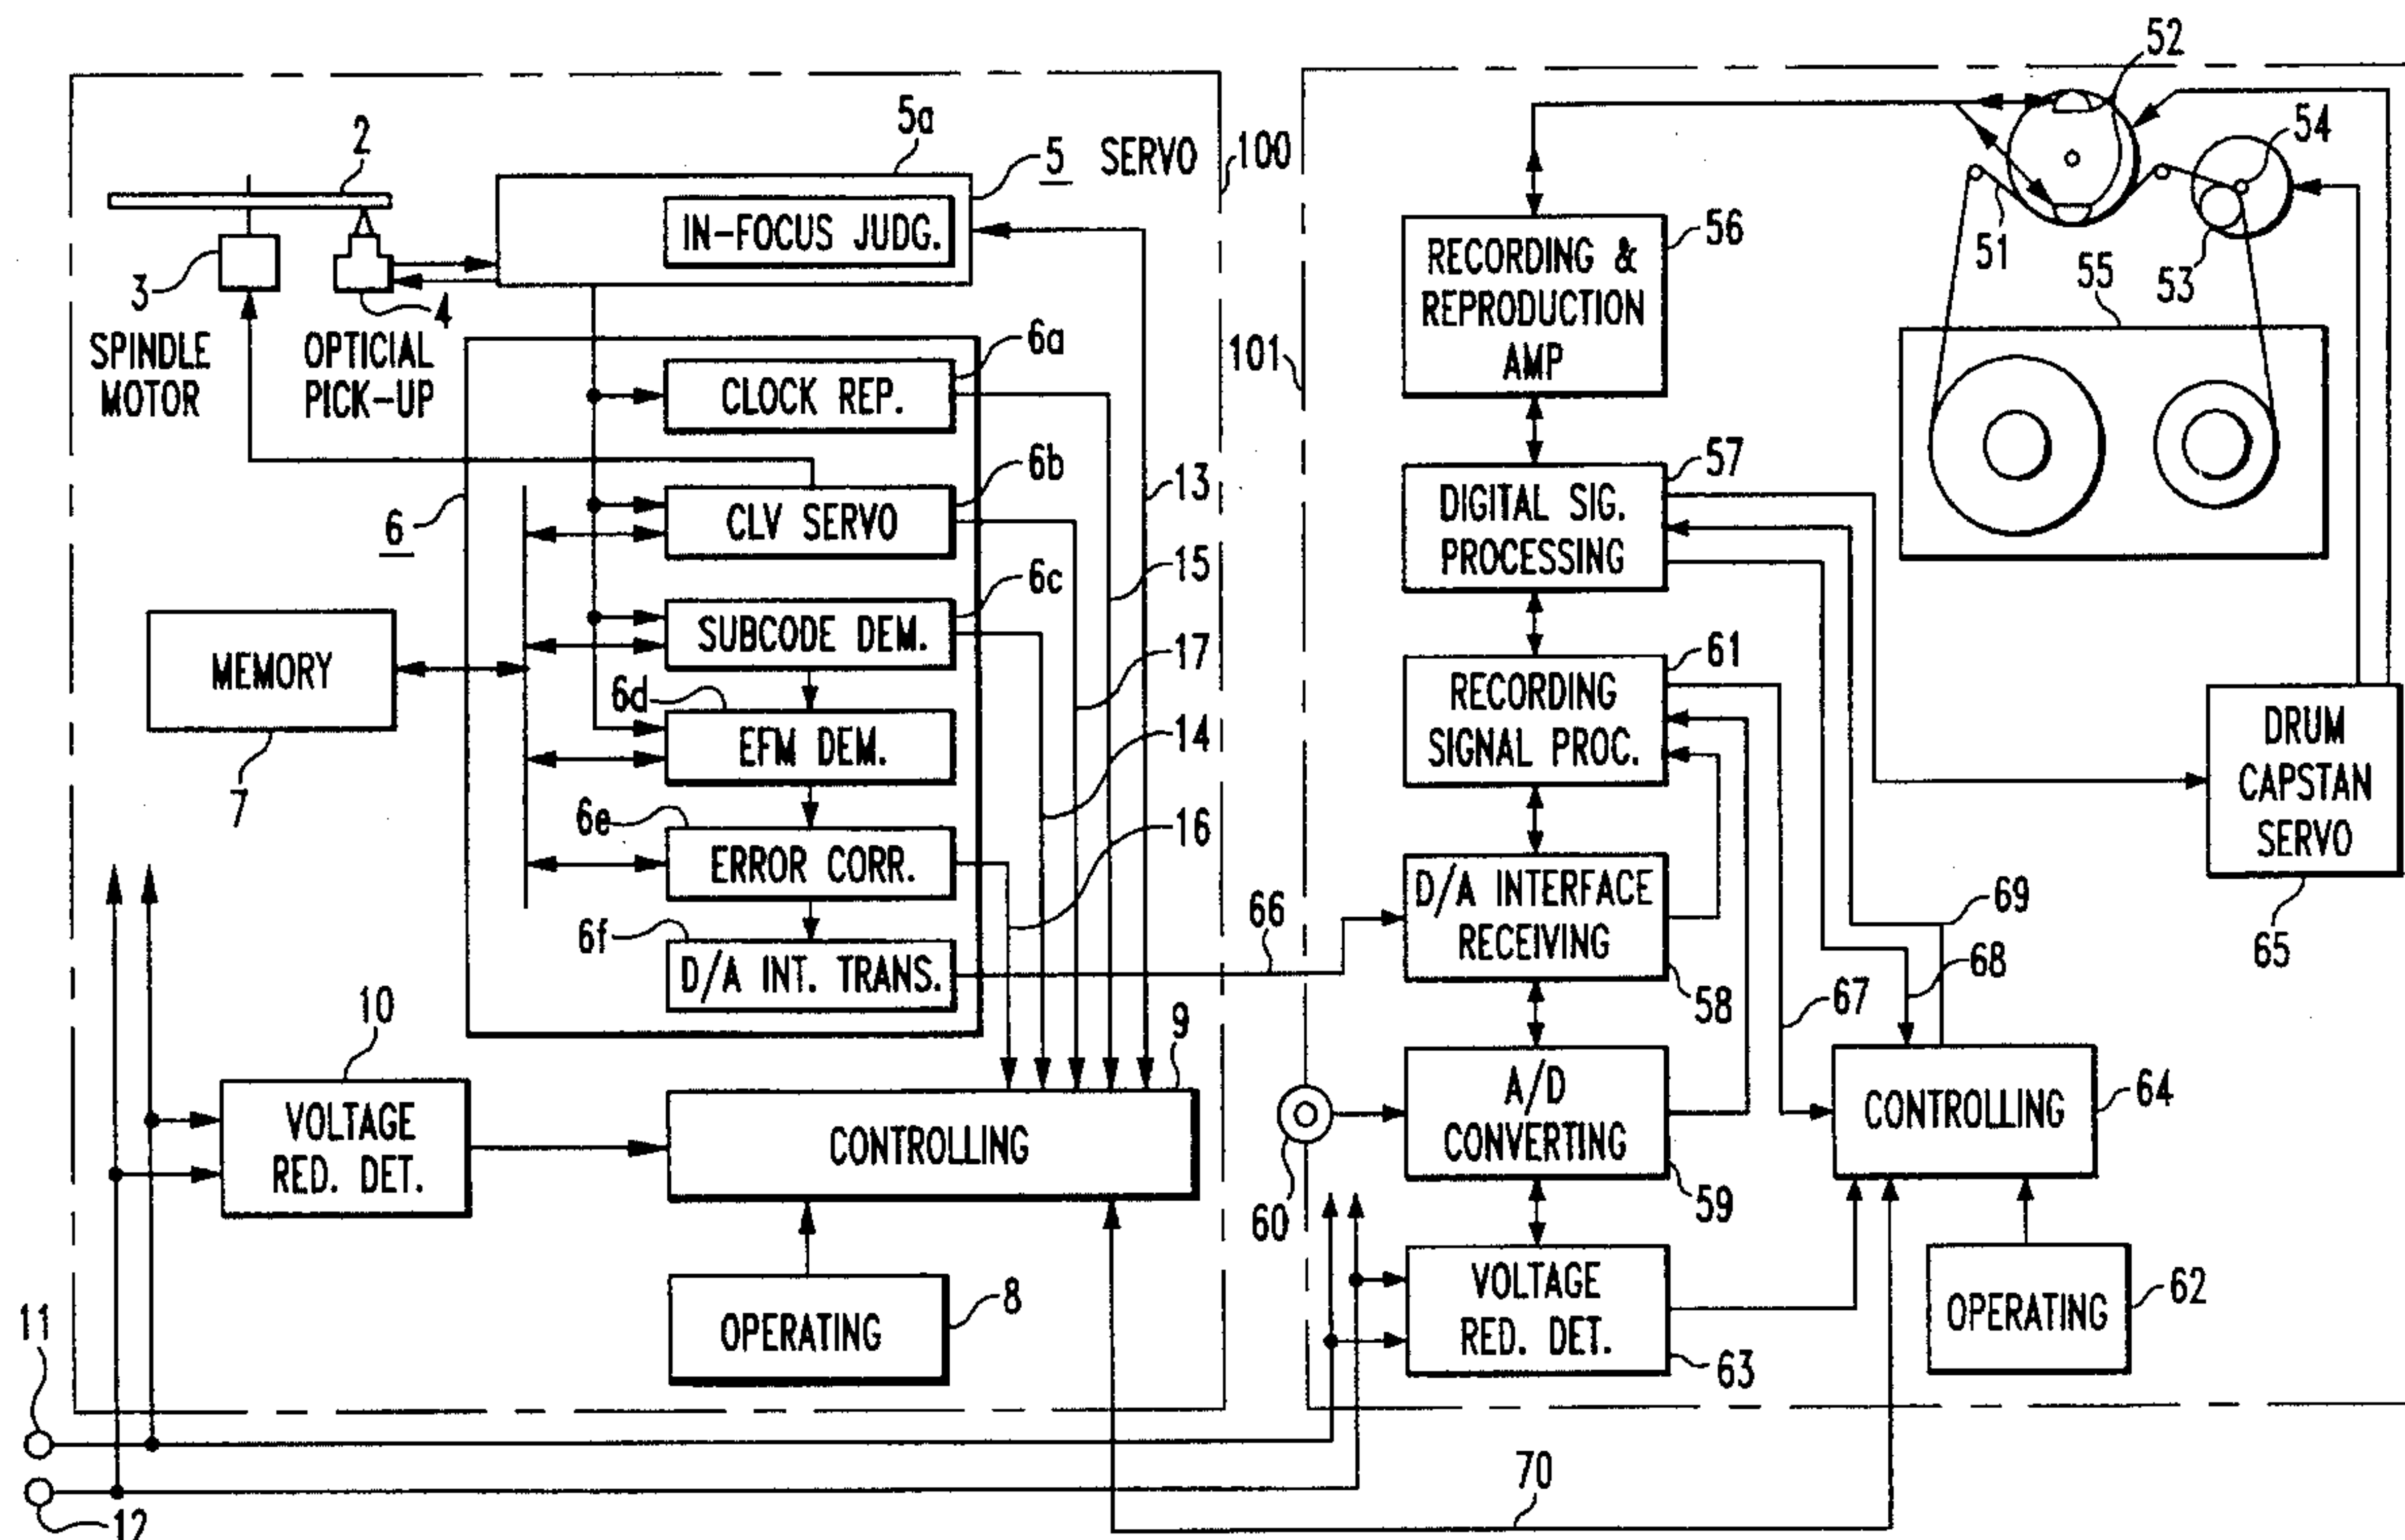 52
5a
2
5 SERVO
100
54
IN-FOCUS JUDG.
56
RECORDING &
REPRODUCTION
AMP
51
53
55
3
SPINDLE
MOTOR
4
OPTICIAL
PICK-UP
6a
101
CLOCK REP.
6b
13
57
CLV SERVO
DIGITAL SIG.
PROCESSING
6
6c
15
SUBCODE DEM.
17
61
MEMORY
6d
RECORDING
SIGNAL PROC.
EFM DEM.
14
DRUM
CAPSTAN
SERVO
7
6e
16
ERROR CORR.
D/A INTERFACE
RECEIVING
66
69
6f
65
D/A INT. TRANS.
58
67
68
10
9
VOLTAGE
RED. DET.
CONTROLLING
A/D
CONVERTING
CONTROLLING
64
60
59
11
OPERATING
8
VOLTAGE
RED. DET.
OPERATING
62
63
70
12